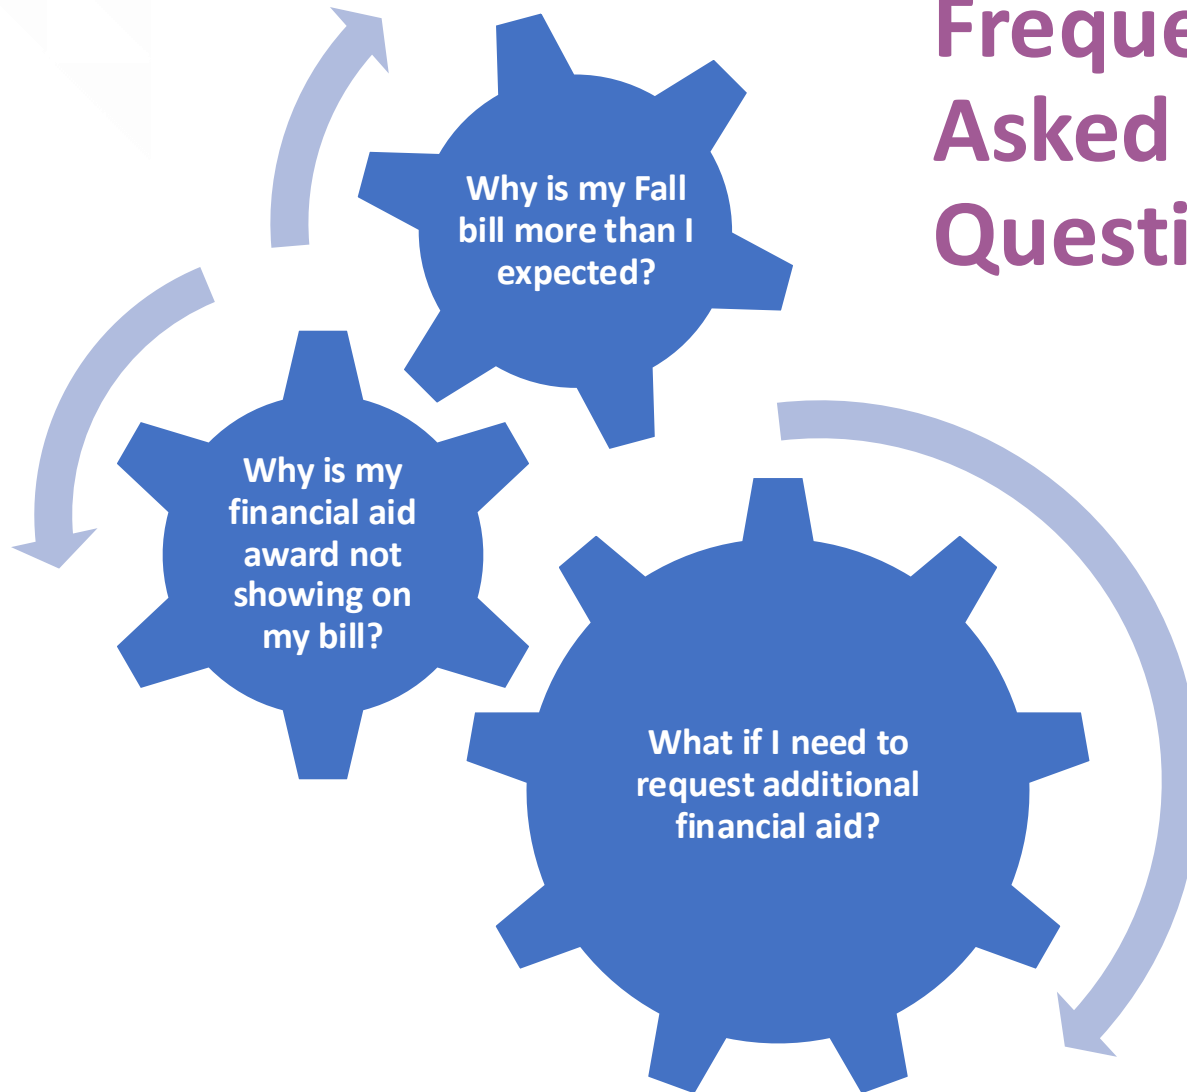 Freque
Asked
Questi
Why is my Fall
bill more than I
expected?
Why is my
financial aid
award not
showing on
my bill?
What if I need to
request additional
financial aid?